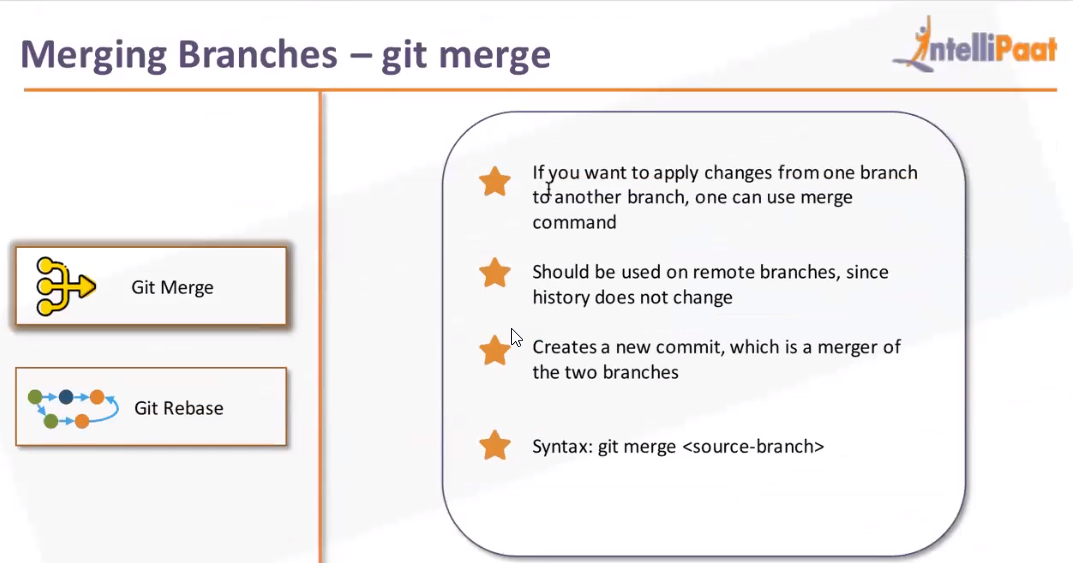 Merging Branches – git merge
IntelliPaat
Git Merge
Git Rebase
If you want to apply changes from one branch
to another branch, one can use merge
command
Should be used on remote branches, since
history does not change
Creates a new commit, which is a merger of
the two branches
Syntax: git merge <source-branch>